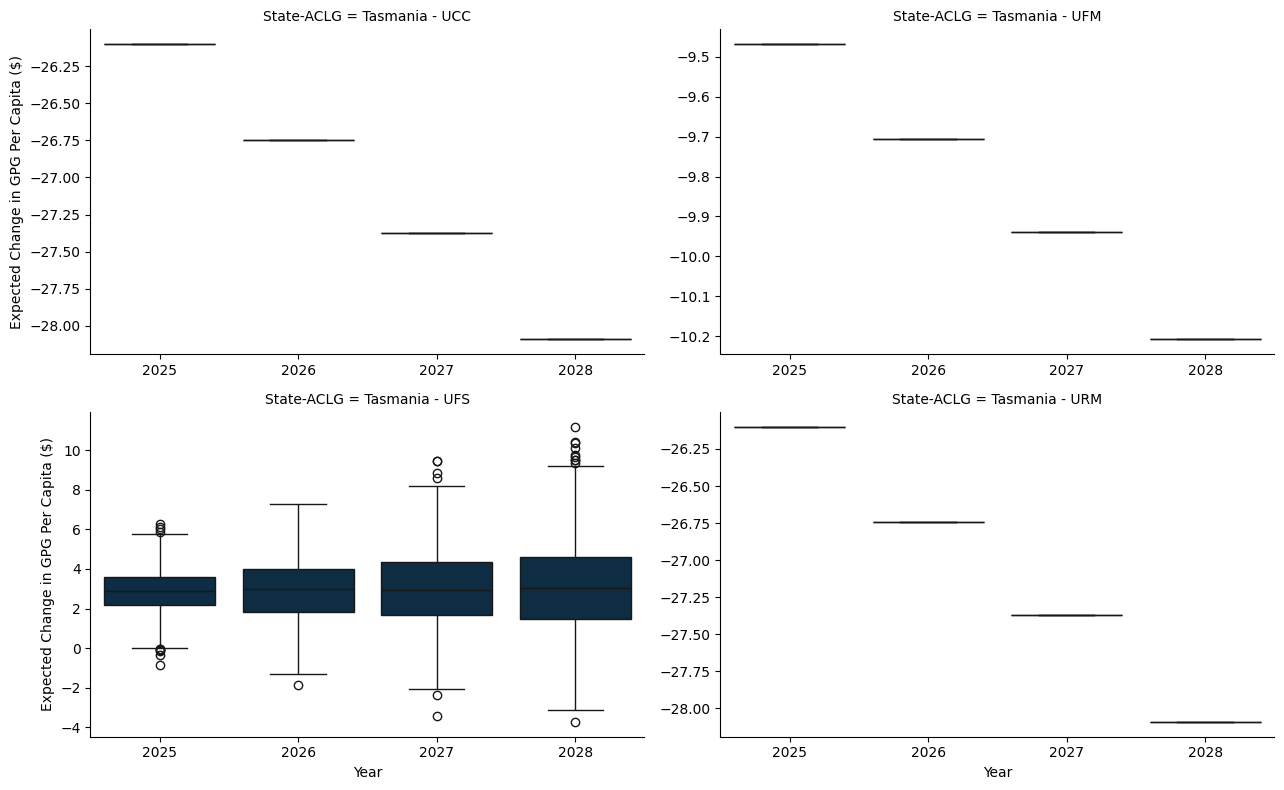 State-ACLG = Tasmania - UCC
Expected Change in GPG Per Capita ($)
−26.25
−26.50
−26.75
−27.00
−27.25
−27.50
−27.75
−28.00
2025 2026 2027 2028
State-ACLG = Tasmania - UFM
−9.5
−9.6
−9.7
−9.8
−9.9
−10.0
−10.1
−10.2
2025 2026 2027 2028
State-ACLG = Tasmania - UFS
Expected Change in GPG Per Capita ($)
10
8
6
4
2
0
−2
−4
2025 2026 2027 2028
Year
State-ACLG = Tasmania - URM
−26.25
−26.50
−26.75
−27.00
−27.25
−27.50
−27.75
−28.00
2025 2026 2027 2028
Year